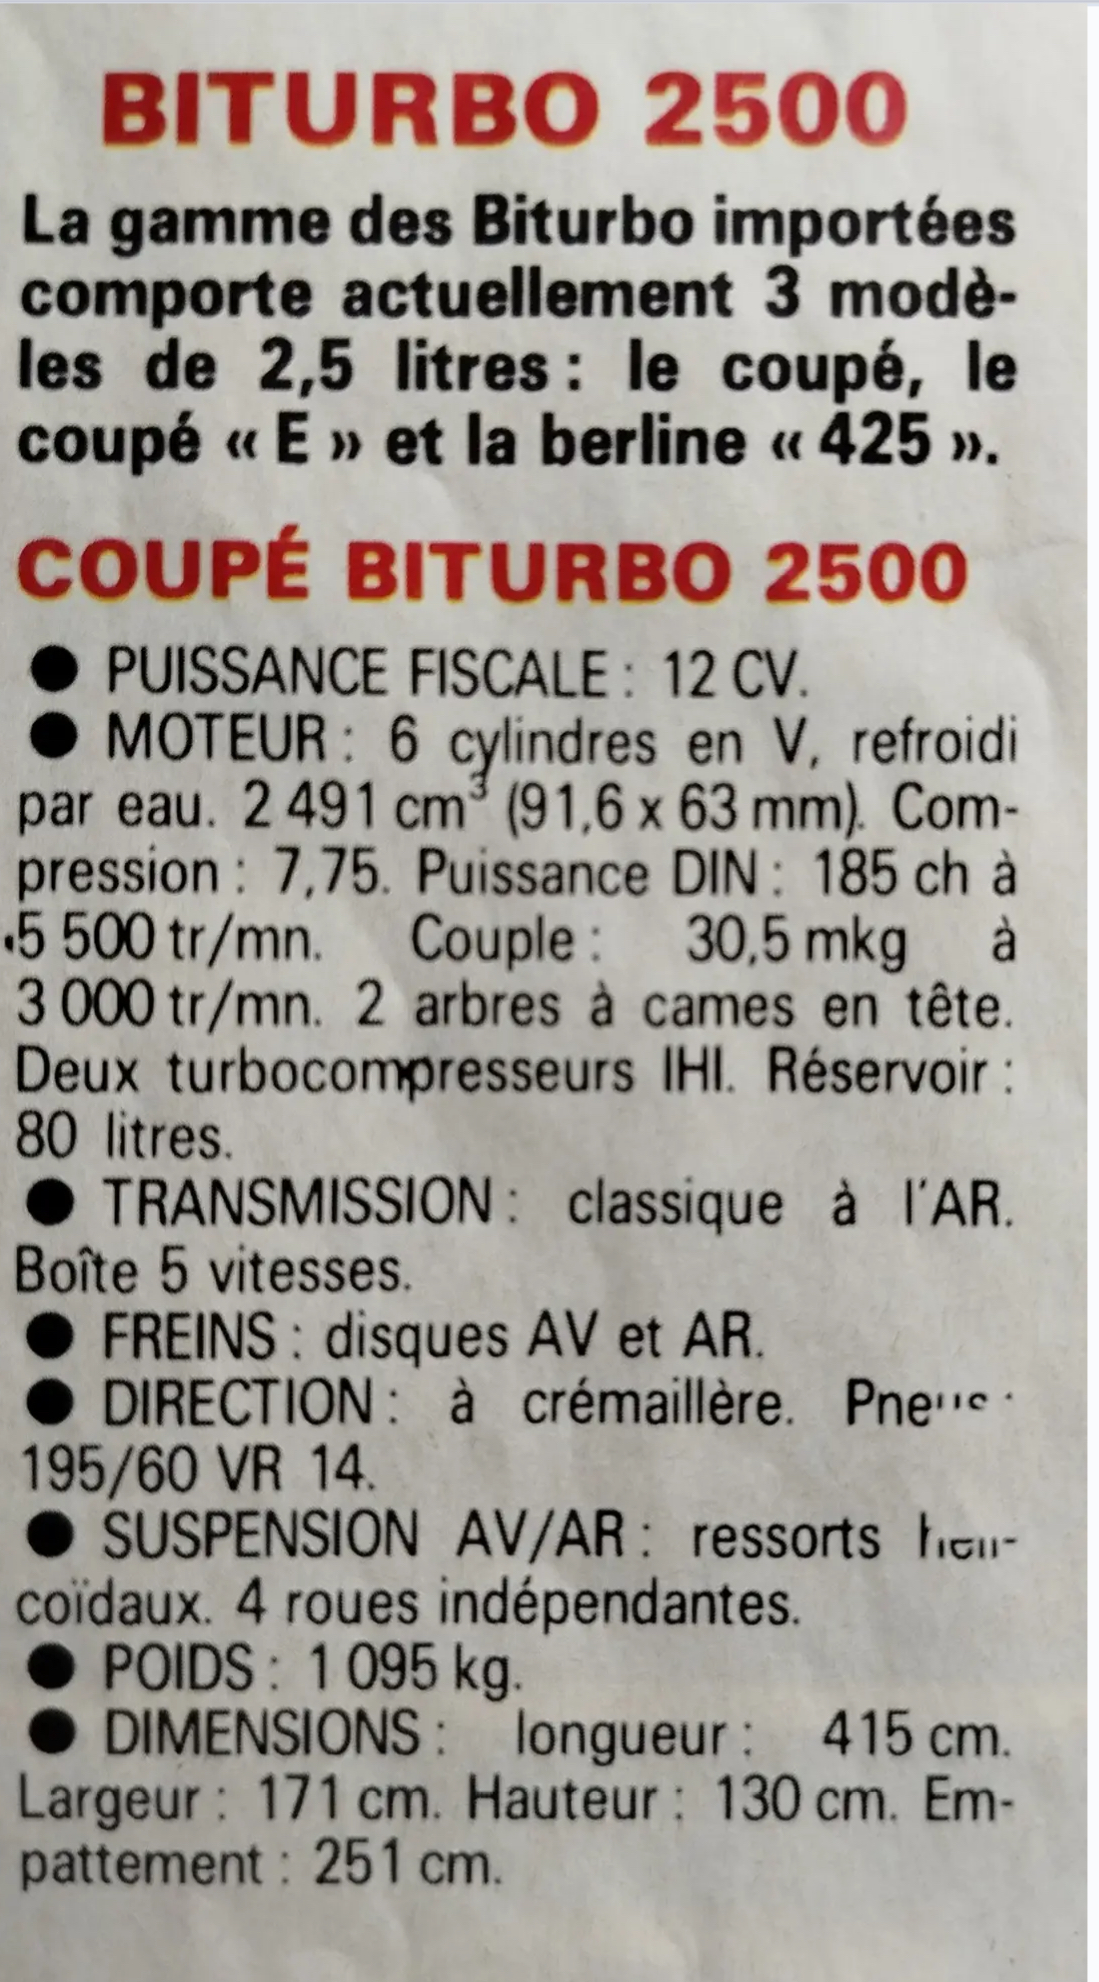 BITURBO 2500
La gamme des Biturbo importées
comporte actuellement 3 modè-
les de 2,5 litres : le coupé, le
coupé « E » et la berline « 425 ».
COUPÉ BITURBO 2500
● PUISSANCE FISCALE : 12 CV.
● MOTEUR : 6 cylindres en V, refroidi
par eau. 2 491 cm³ (91,6 x 63 mm). Com-
pression : 7,75. Puissance DIN : 185 ch à
5 500 tr/mn. Couple : 30,5 mkg à
3 000 tr/mn. 2 arbres à cames en tête.
Deux turbocompresseurs IHI. Réservoir :
80 litres.
● TRANSMISSION : classique à l'AR.
Boîte 5 vitesses.
● FREINS : disques AV et AR.
● DIRECTION : à crémaillère. Pneus :
195/60 VR 14.
● SUSPENSION AV/AR : ressorts héli-
coïdaux. 4 roues indépendantes.
● POIDS : 1 095 kg.
● DIMENSIONS : longueur : 415 cm.
Largeur : 171 cm. Hauteur : 130 cm. Em-
pattement : 251 cm.